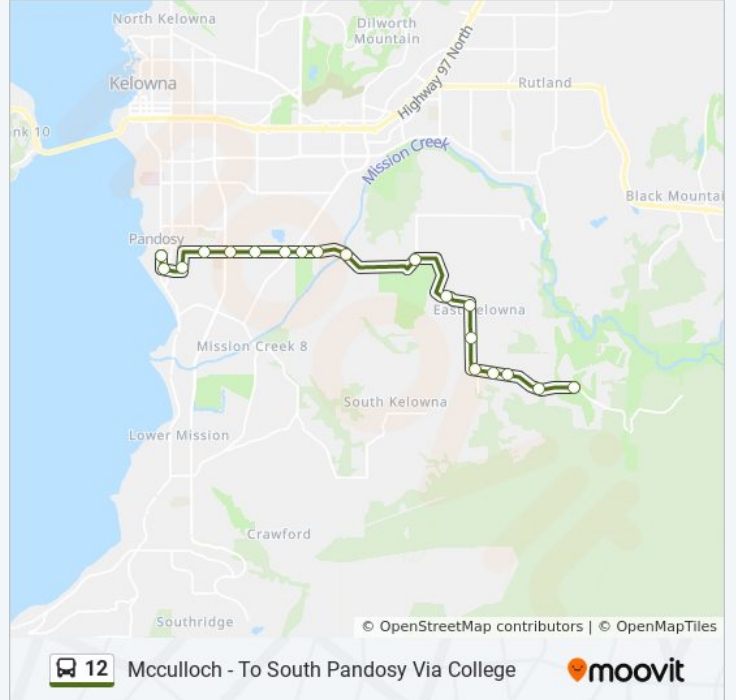 North Kelowna
Dilworth
Mountain
Highway 97 North
Kelowna
Rutland
nk 10
Mission Creek
Black Mountai
Pandosy
East Kelowna
Mission Creek 8
South Kelowna
Lower Mission
Crawford
Southridge
© OpenStreetMap contributors | © OpenMapTiles
12 Mcculloch - To South Pandosy Via College
moovit